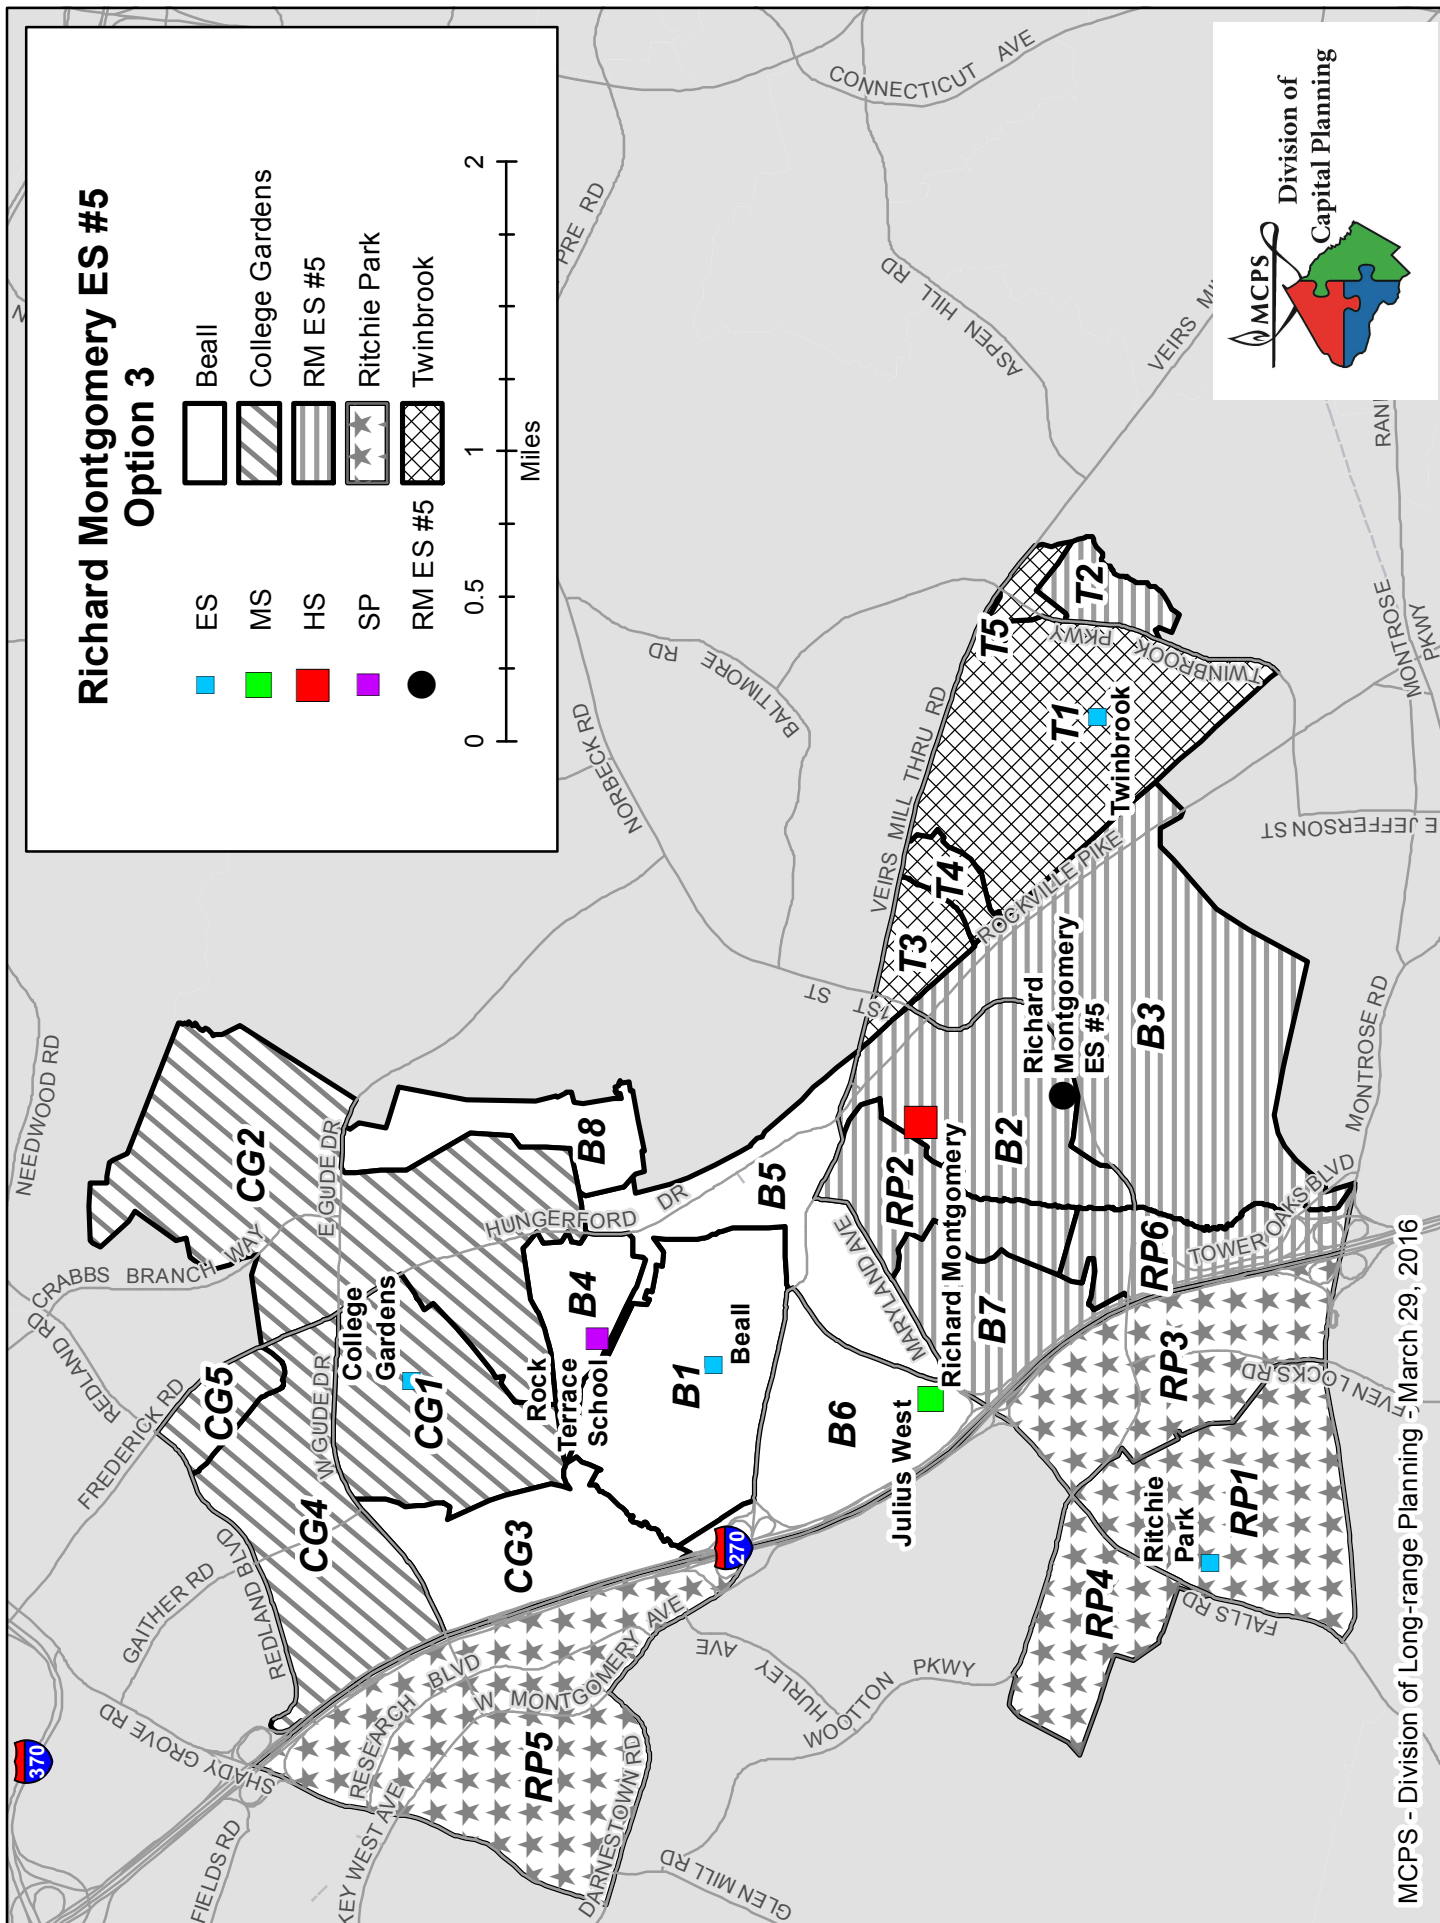 Richard Montgomery ES #5
Option 3
ES
MS
HS
SP
RM ES #5
Beall
College Gardens
RM ES #5
Ritchie Park
Twinbrook
0
0.5
1
2
Miles
370
SHADY GROVE RD
FIELDS RD
KEY WEST AVE
RESEARCH BLVD
W MONTGOMERY AVE
DARNESTOWN RD
GLEN MILL RD
HURLEY AVE
WOOTTON PKWY
GAITHER RD
REDLAND BLVD
FREDERICK RD
REDLAND RD
CRABBS BRANCH WAY
NEEDWOOD RD
W GUDE DR
E GUDE DR
HUNGERFORD DR
NORBECK RD
BALTIMORE RD
1ST ST
VEIRS MILL THRU RD
PRE RD
CONNECTICUT AVE
ASPEN HILL RD
VEIRS MI
RAN
MARYLAND AVE
ROCKVILLE PIKE
TWINBROOK PKWY
MONTROSE PKWY
E JEFFERSON ST
MONTROSE RD
TOWER OAKS BLVD
EVEN LOCKS RD
FALLS RD
N
270
CG1
CG2
CG3
CG4
CG5
B1
B2
B3
B4
B5
B6
B7
B8
RP1
RP2
RP3
RP4
RP5
RP6
T1
T2
T3
T4
T5
College
Gardens
Rock
Terrace
School
Beall
Julius West
Richard Montgomery
Richard
Montgomery
ES #5
Ritchie
Park
Twinbrook
MCPS
Division of
Capital Planning
MCPS - Division of Long-range Planning - March 29, 2016